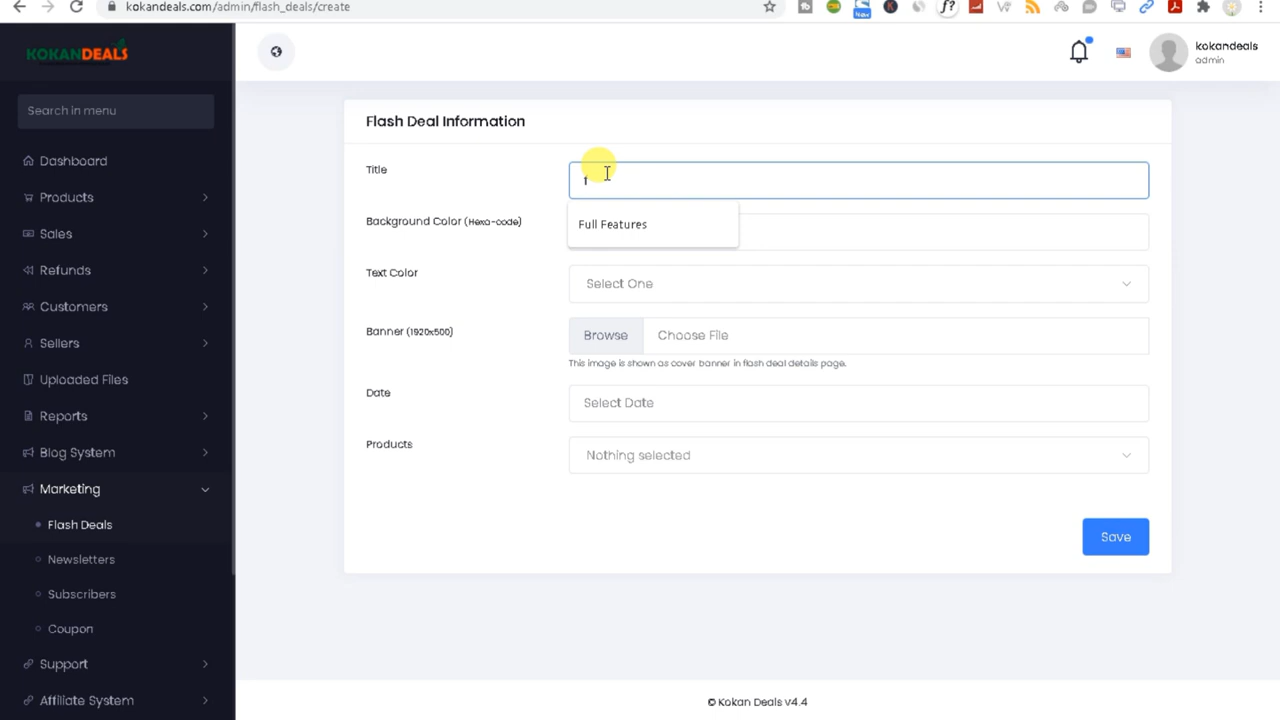 kokandeals.com/admin/flash_deals/create
f?
KOKANDEALS
kokandeals
admin
Search in menu
Dashboard
Products
Sales
Refunds
Customers
Sellers
Uploaded Files
Reports
Blog System
Marketing
Flash Deals
Newsletters
Subscribers
Coupon
Support
Affiliate System
Flash Deal Information
Title
f
Full Features
Background Color (Hexa-code)
Text Color
Select One
Banner (1920x500)
Browse
Choose File
This image is shown as cover banner in flash deal details page.
Date
Select Date
Products
Nothing selected
Save
© Kokan Deals v4.4